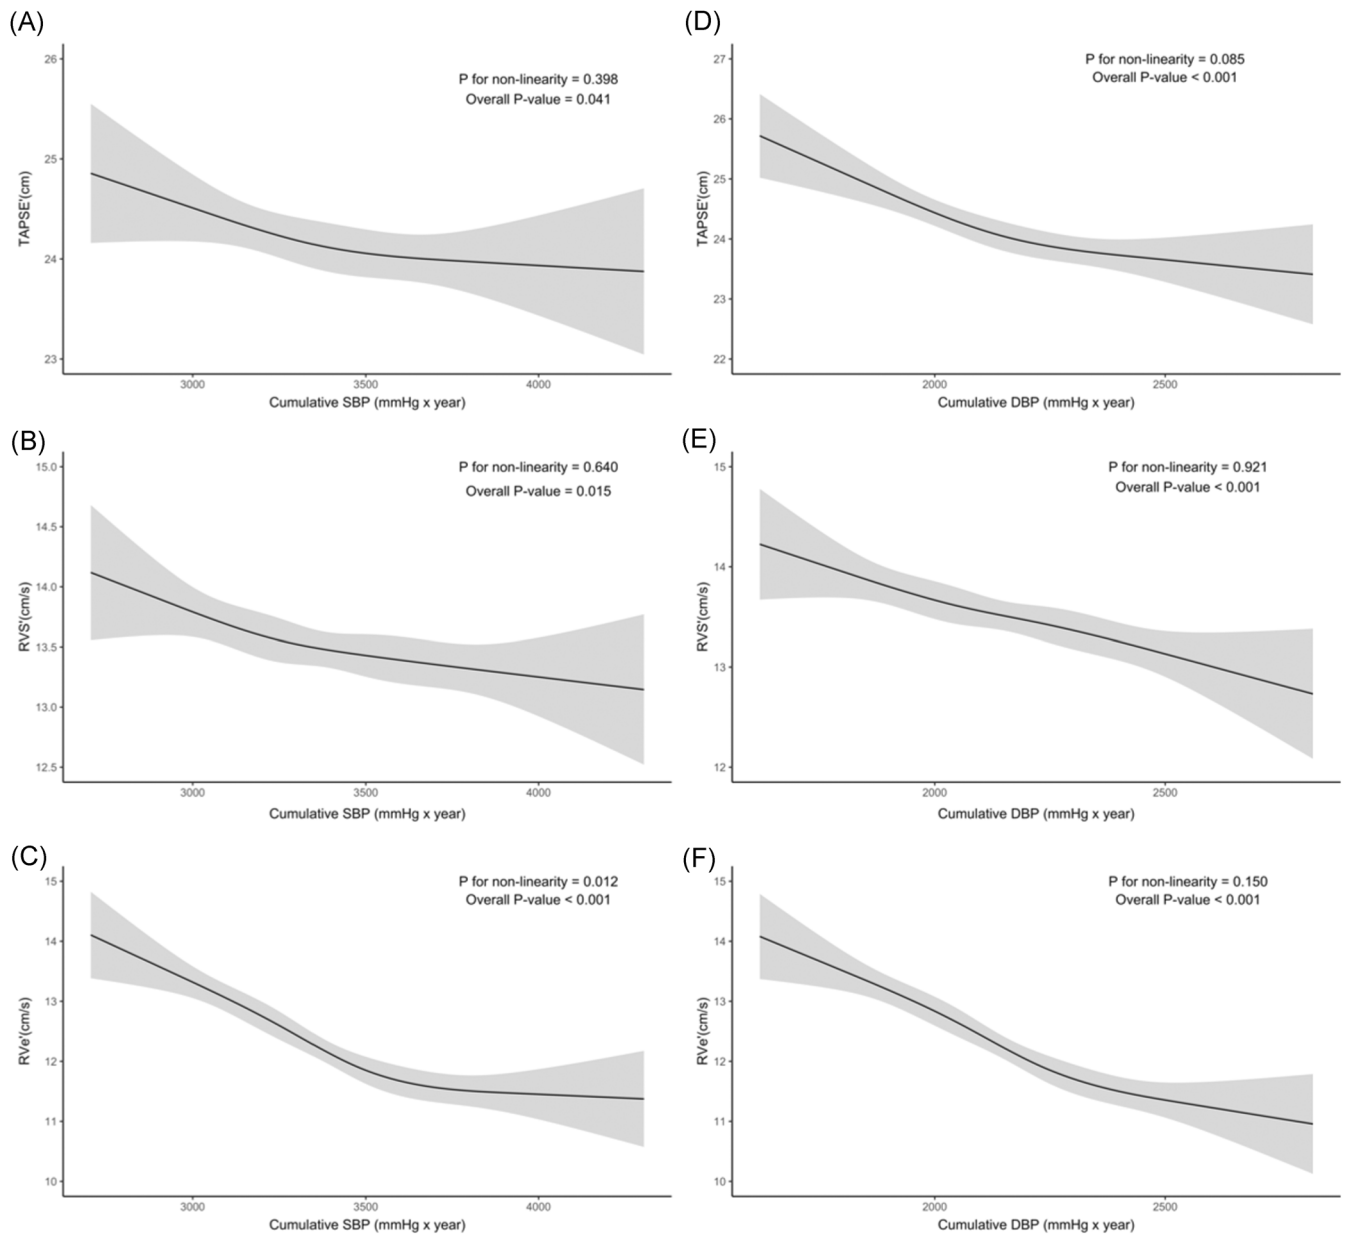 (A)
P for non-linearity = 0.398
Overall P-value = 0.041
26
25
24
23
TAPSE'(cm)
3000 3500 4000
Cumulative SBP (mmHg x year)
(D)
P for non-linearity = 0.085
Overall P-value < 0.001
27
26
25
24
23
22
TAPSE'(cm)
2000 2500
Cumulative DBP (mmHg x year)
(B)
P for non-linearity = 0.640
Overall P-value = 0.015
15.0
14.5
14.0
13.5
13.0
12.5
RVS'(cm/s)
3000 3500 4000
Cumulative SBP (mmHg x year)
(E)
P for non-linearity = 0.921
Overall P-value < 0.001
15
14
13
12
RVS'(cm/s)
2000 2500
Cumulative DBP (mmHg x year)
(C)
P for non-linearity = 0.012
Overall P-value < 0.001
15
14
13
12
11
10
RVe'(cm/s)
3000 3500 4000
Cumulative SBP (mmHg x year)
(F)
P for non-linearity = 0.150
Overall P-value < 0.001
15
14
13
12
11
10
RVe'(cm/s)
2000 2500
Cumulative DBP (mmHg x year)